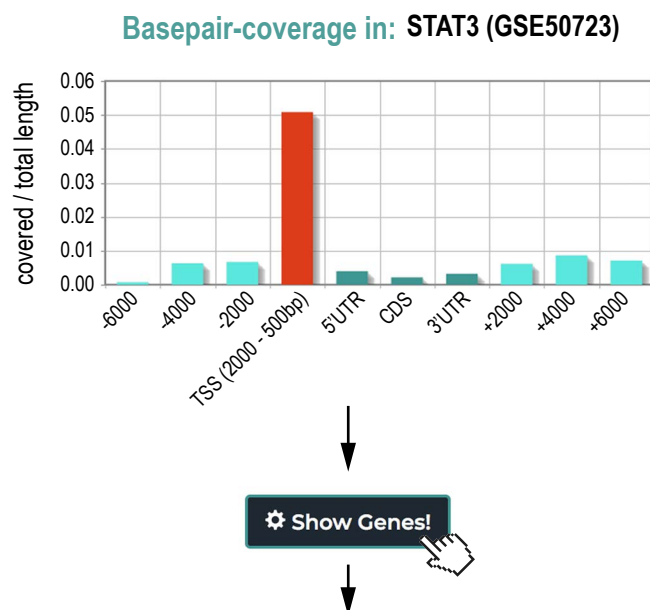 Basepair-coverage in: STAT3 (GSE50723)
covered / total length
0.06
0.05
0.04
0.03
0.02
0.01
0.00
-6000
-4000
-2000
TSS (2000 - 500bp)
5'UTR
CDS
3'UTR
+2000
+4000
+6000
Show Genes!